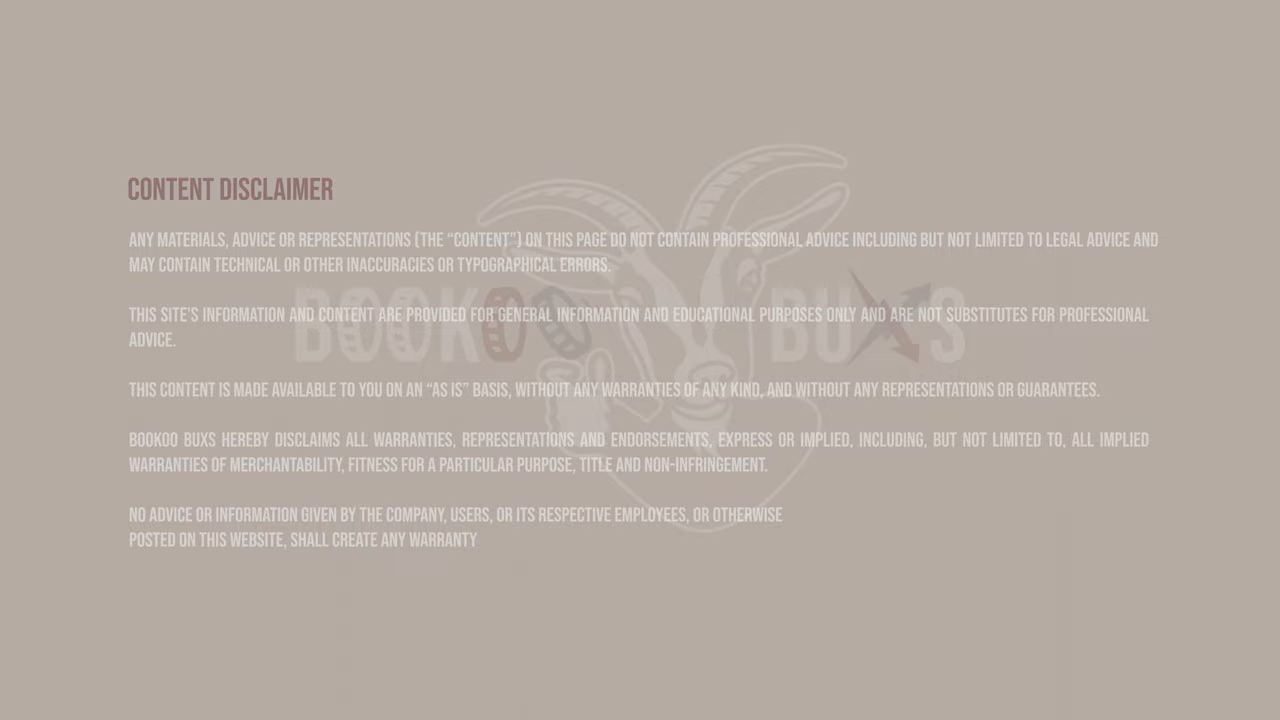 CONTENT DISCLAIMER
ANY MATERIALS, ADVICE OR REPRESENTATIONS (THE “CONTENT”) ON THIS PAGE DO NOT CONTAIN PROFESSIONAL ADVICE INCLUDING BUT NOT LIMITED TO LEGAL ADVICE AND
MAY CONTAIN TECHNICAL OR OTHER INACCURACIES OR TYPOGRAPHICAL ERRORS.
BOOKOO BUXS
THIS SITE’S INFORMATION AND CONTENT ARE PROVIDED FOR GENERAL INFORMATION AND EDUCATIONAL PURPOSES ONLY AND ARE NOT SUBSTITUTES FOR PROFESSIONAL
ADVICE.
THIS CONTENT IS MADE AVAILABLE TO YOU ON AN “AS IS” BASIS, WITHOUT ANY WARRANTIES OF ANY KIND, AND WITHOUT ANY REPRESENTATIONS OR GUARANTEES.
BOOKOO BUXS HEREBY DISCLAIMS ALL WARRANTIES, REPRESENTATIONS AND ENDORSEMENTS, EXPRESS OR IMPLIED, INCLUDING, BUT NOT LIMITED TO, ALL IMPLIED
WARRANTIES OF MERCHANTABILITY, FITNESS FOR A PARTICULAR PURPOSE, TITLE AND NON-INFRINGEMENT.
NO ADVICE OR INFORMATION GIVEN BY THE COMPANY, USERS, OR ITS RESPECTIVE EMPLOYEES, OR OTHERWISE
POSTED ON THIS WEBSITE, SHALL CREATE ANY WARRANTY